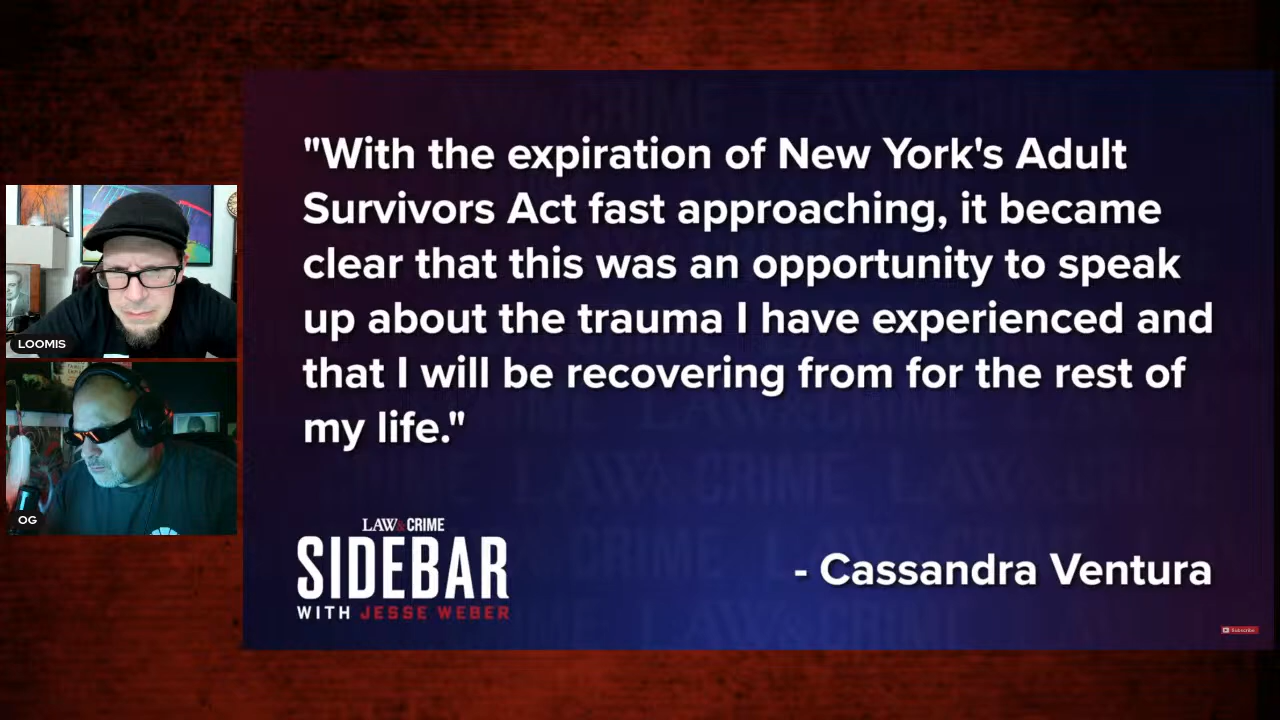 "With the expiration of New York's Adult
Survivors Act fast approaching, it became
clear that this was an opportunity to speak
up about the trauma I have experienced and
that I will be recovering from for the rest of
my life."
- Cassandra Ventura
LAW&CRIME
SIDEBAR
WITH JESSE WEBER
Subscribe
LOOMIS
OG